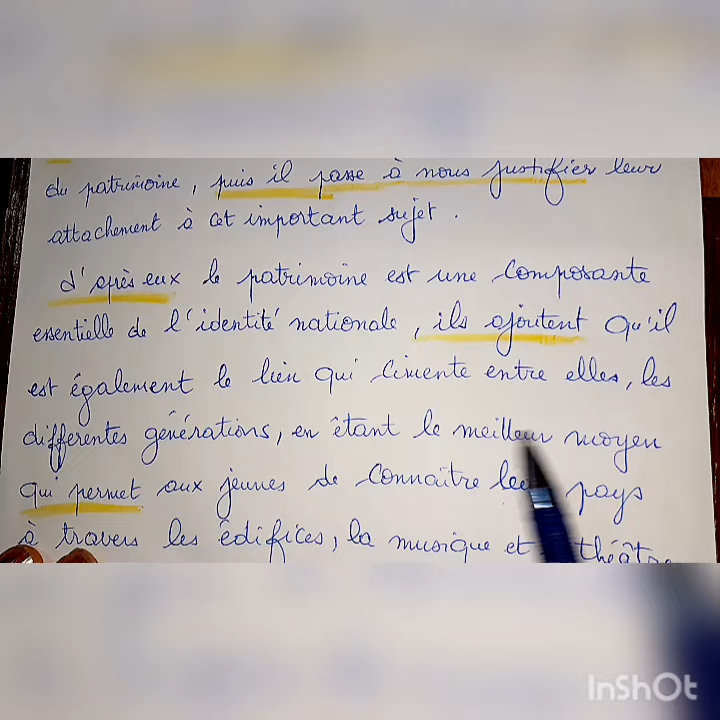 du patrimoine, puis il passe à nous justifier leur
attachement à cet important sujet.
d'après eux le patrimoine est une composante
essentielle de l'identité nationale, ils ajoutent qu'il
est également le lien qui cimente entre elles, les
differentes générations, en étant le meilleur moyen
qui permet aux jeunes de connaître pays
à travers les édifices, la musique et théâtre
InShOt